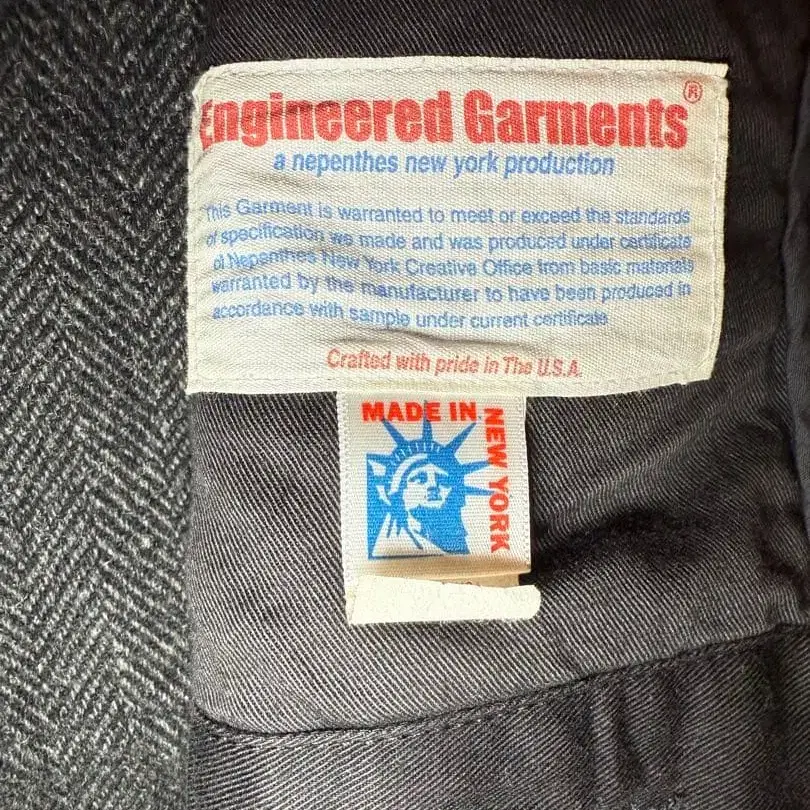 Engineered Garments®
a nepenthes new york production
This Garment is warranted to meet or exceed the standards
of specification we made and was produced under certificate
of Nepenthes New York Creative Office from basic materials
warranted by the manufacturer to have been produced in
accordance with sample under current certificate
Crafted with pride in The U.S.A.
MADE IN
NEW YORK